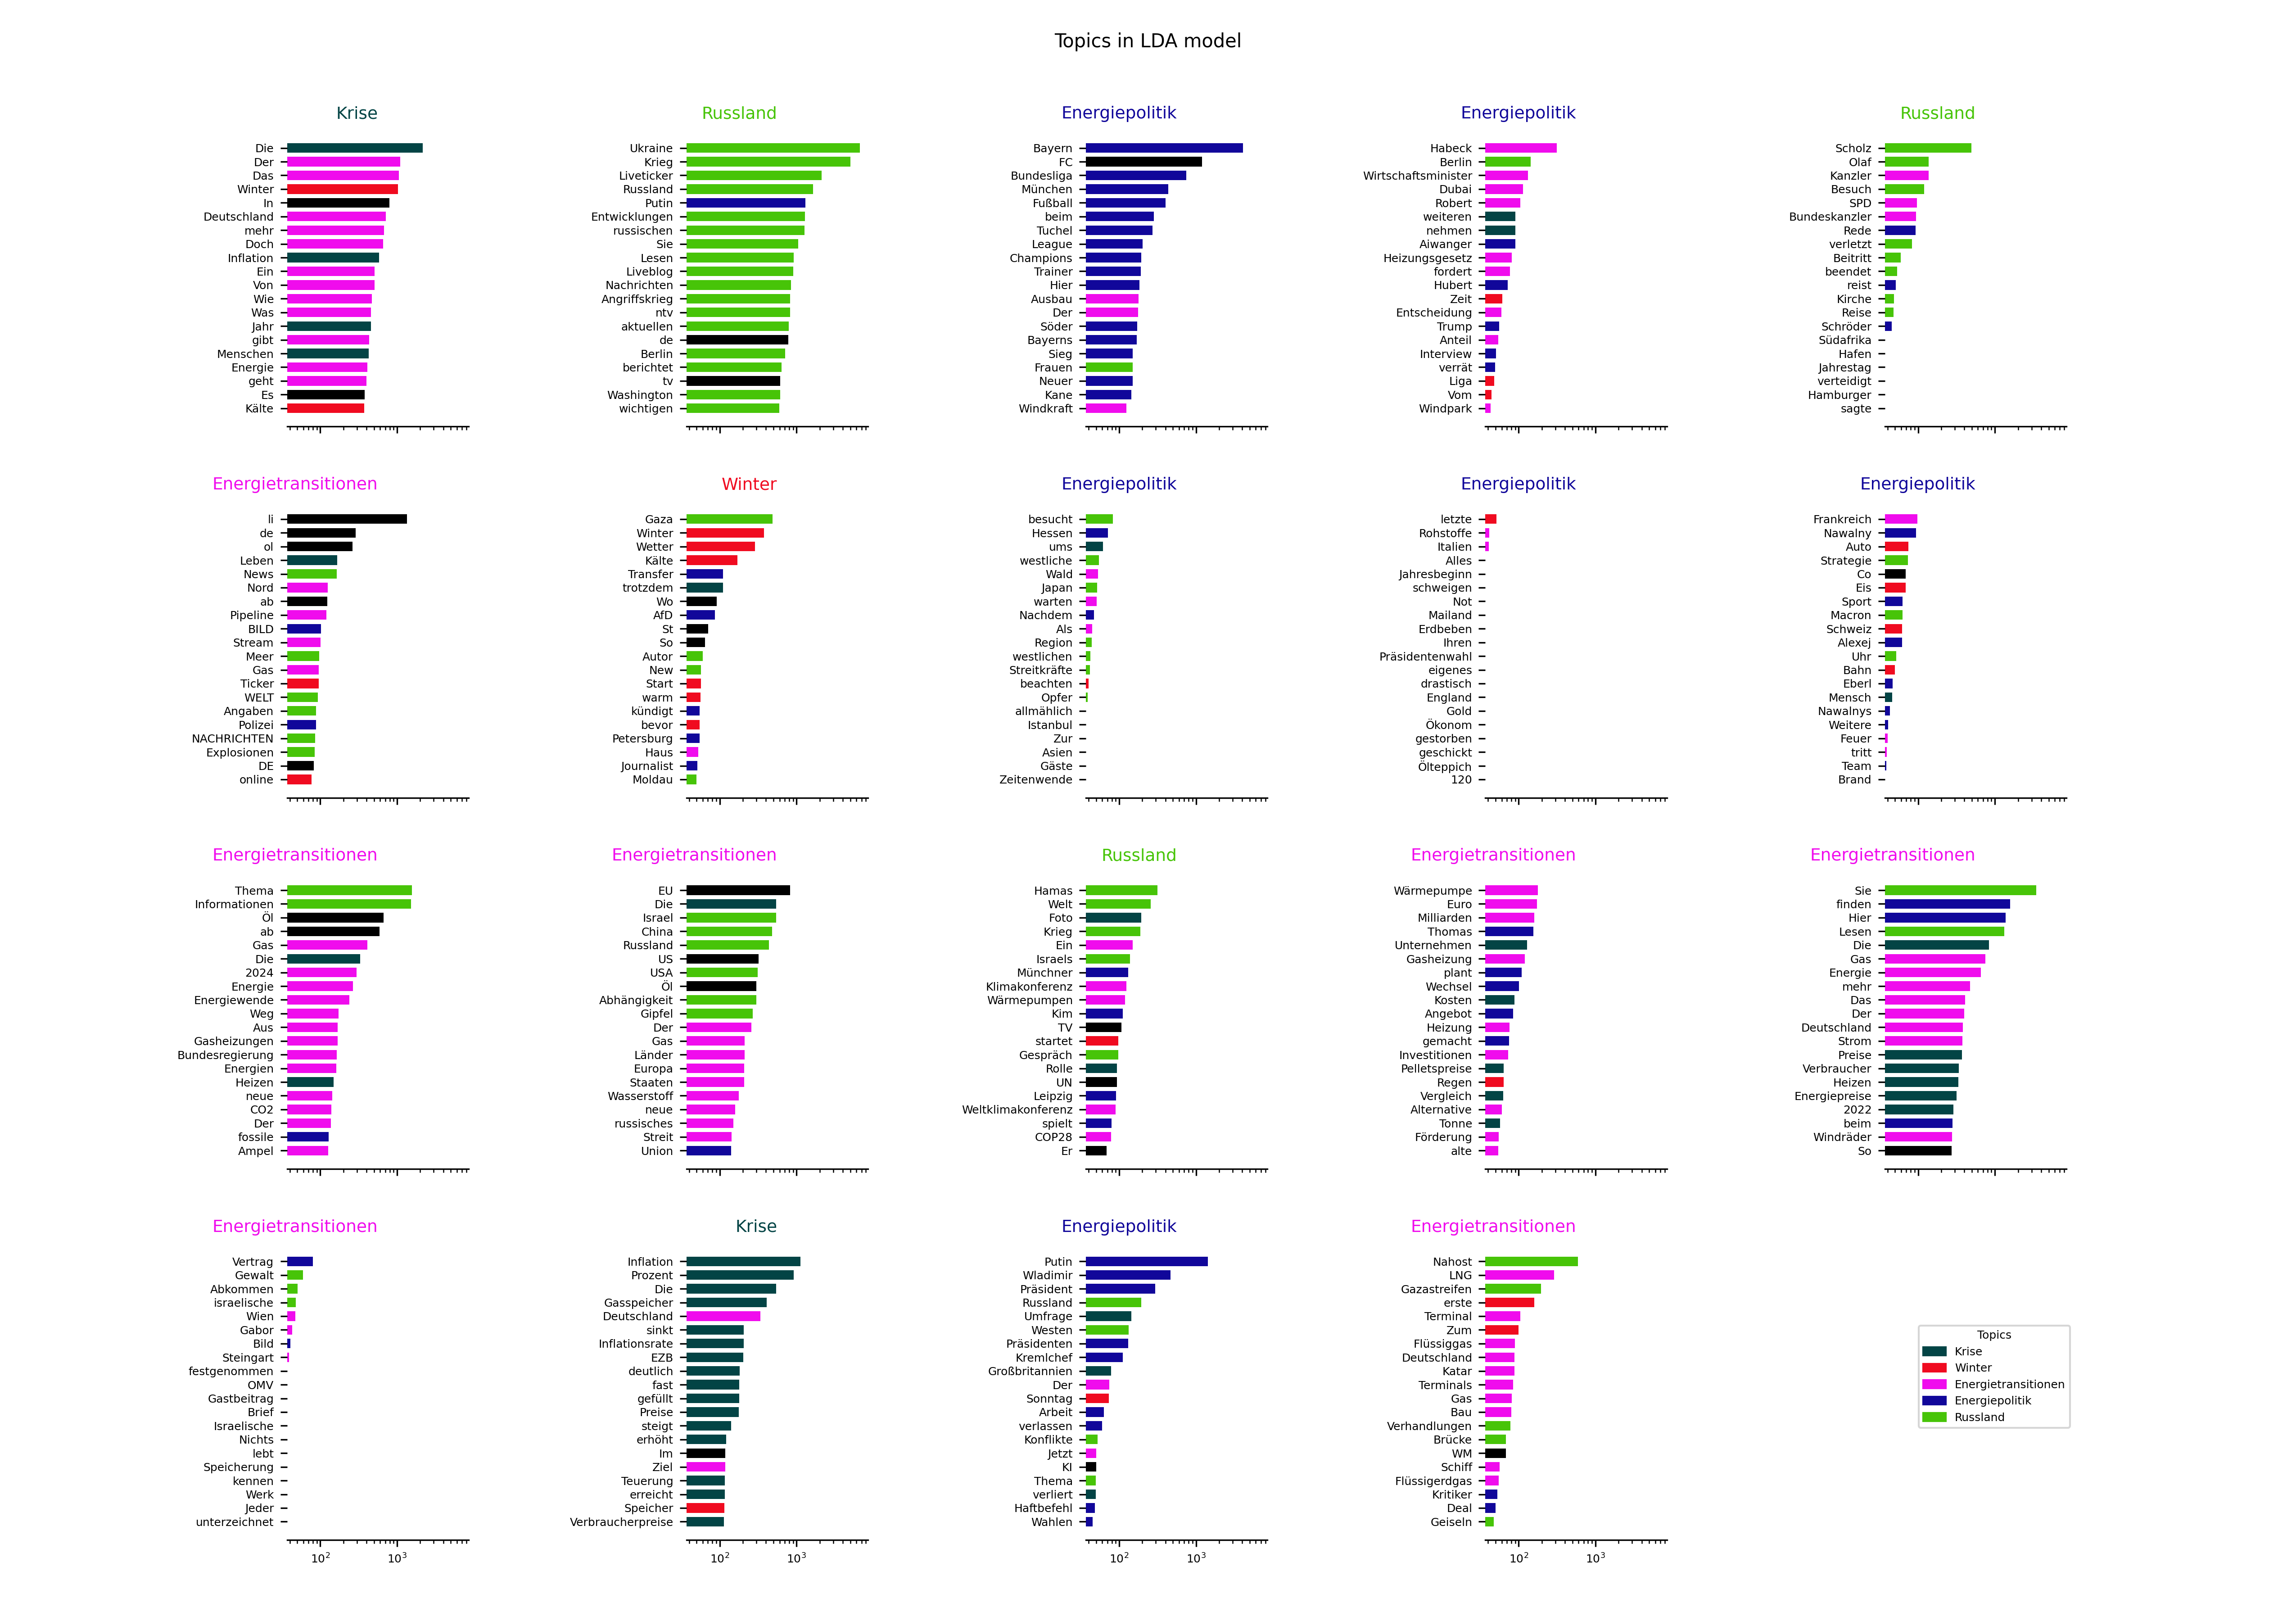 Topics in LDA model
Krise
Die
Der
Das
Winter
In
Deutschland
mehr
Doch
Inflation
Ein
Von
Wie
Was
Jahr
gibt
Menschen
Energie
geht
Es
Kälte
Russland
Ukraine
Krieg
Liveticker
Russland
Putin
Entwicklungen
russischen
Sie
Lesen
Liveblog
Nachrichten
Angriffskrieg
ntv
aktuellen
de
Berlin
berichtet
tv
Washington
wichtigen
Energiepolitik
Bayern
FC
Bundesliga
München
Fußball
beim
Tuchel
League
Champions
Trainer
Hier
Ausbau
Der
Söder
Bayerns
Sieg
Frauen
Neuer
Kane
Windkraft
Energiepolitik
Habeck
Berlin
Wirtschaftsminister
Dubai
Robert
weiteren
nehmen
Aiwanger
Heizungsgesetz
fordert
Hubert
Zeit
Entscheidung
Trump
Anteil
Interview
verrät
Liga
Vom
Windpark
Russland
Scholz
Olaf
Kanzler
Besuch
SPD
Bundeskanzler
Rede
verletzt
Beitritt
beendet
reist
Kirche
Reise
Schröder
Südafrika
Hafen
Jahrestag
verteidigt
Hamburger
sagte
Energietransitionen
li
de
ol
Leben
News
Nord
ab
Pipeline
BILD
Stream
Meer
Gas
Ticker
WELT
Angaben
Polizei
NACHRICHTEN
Explosionen
DE
online
Winter
Gaza
Winter
Wetter
Kälte
Transfer
trotzdem
Wo
AfD
St
So
Autor
New
Start
warm
kündigt
bevor
Petersburg
Haus
Journalist
Moldau
Energiepolitik
besucht
Hessen
ums
westliche
Wald
Japan
warten
Nachdem
Als
Region
westlichen
Streitkräfte
beachten
Opfer
allmählich
Istanbul
Zur
Asien
Gäste
Zeitenwende
Energiepolitik
letzte
Rohstoffe
Italien
Alles
Jahresbeginn
schweigen
Not
Mailand
Erdbeben
Ihren
Präsidentenwahl
eigenes
drastisch
England
Gold
Ökonom
gestorben
geschickt
Ölteppich
120
Energiepolitik
Frankreich
Nawalny
Auto
Strategie
Co
Eis
Sport
Macron
Schweiz
Alexej
Uhr
Bahn
Eberl
Mensch
Nawalnys
Weitere
Feuer
tritt
Team
Brand
Energietransitionen
Thema
Informationen
Öl
ab
Gas
Die
2024
Energie
Energiewende
Weg
Aus
Gasheizungen
Bundesregierung
Energien
Heizen
neue
CO2
Der
fossile
Ampel
Energietransitionen
EU
Die
Israel
China
Russland
US
USA
Öl
Abhängigkeit
Gipfel
Der
Gas
Länder
Europa
Staaten
Wasserstoff
neue
russisches
Streit
Union
Russland
Hamas
Welt
Foto
Krieg
Ein
Israels
Münchner
Klimakonferenz
Wärmepumpen
Kim
TV
startet
Gespräch
Rolle
UN
Leipzig
Weltklimakonferenz
spielt
COP28
Er
Energietransitionen
Wärmepumpe
Euro
Milliarden
Thomas
Unternehmen
Gasheizung
plant
Wechsel
Kosten
Angebot
Heizung
gemacht
Investitionen
Pelletspreise
Regen
Vergleich
Alternative
Tonne
Förderung
alte
Energietransitionen
Sie
finden
Hier
Lesen
Die
Gas
Energie
mehr
Das
Der
Deutschland
Strom
Preise
Verbraucher
Heizen
Energiepreise
2022
beim
Windräder
So
Energietransitionen
Vertrag
Gewalt
Abkommen
israelische
Wien
Gabor
Bild
Steingart
festgenommen
OMV
Gastbeitrag
Brief
Israelische
Nichts
lebt
Speicherung
kennen
Werk
Jeder
unterzeichnet
10² 10³
Krise
Inflation
Prozent
Die
Gasspeicher
Deutschland
sinkt
Inflationsrate
EZB
deutlich
fast
gefüllt
Preise
steigt
erhöht
Im
Ziel
Teuerung
erreicht
Speicher
Verbraucherpreise
10² 10³
Energiepolitik
Putin
Wladimir
Präsident
Russland
Umfrage
Westen
Präsidenten
Kremlchef
Großbritannien
Der
Sonntag
Arbeit
verlassen
Konflikte
Jetzt
KI
Thema
verliert
Haftbefehl
Wahlen
10² 10³
Energietransitionen
Nahost
LNG
Gazastreifen
erste
Terminal
Zum
Flüssiggas
Deutschland
Katar
Terminals
Gas
Bau
Verhandlungen
Brücke
WM
Schiff
Flüssigerdgas
Kritiker
Deal
Geiseln
10² 10³
Topics
Krise
Winter
Energietransitionen
Energiepolitik
Russland